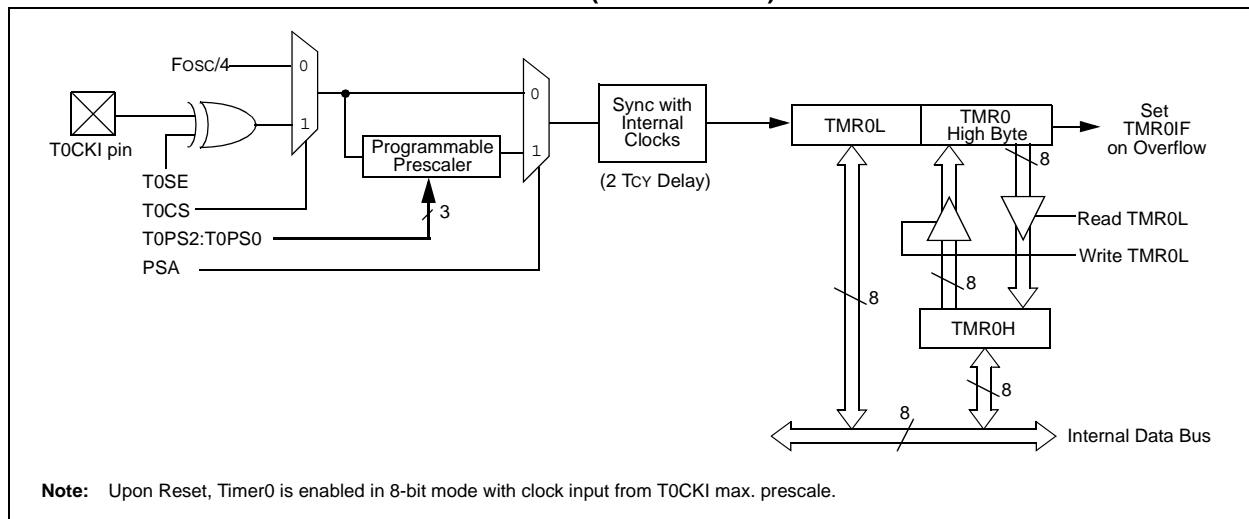 FOSC/4
0
1
T0CKI pin
T0SE
T0CS
T0PS2:T0PS0
PSA
Programmable
Prescaler
3
0
1
Sync with
Internal
Clocks
(2 TCY Delay)
TMR0L
TMR0
High Byte
Set
TMR0IF
on Overflow
8
Read TMR0L
Write TMR0L
8
8
TMR0H
8
8
Internal Data Bus
Note: Upon Reset, Timer0 is enabled in 8-bit mode with clock input from T0CKI max. prescale.